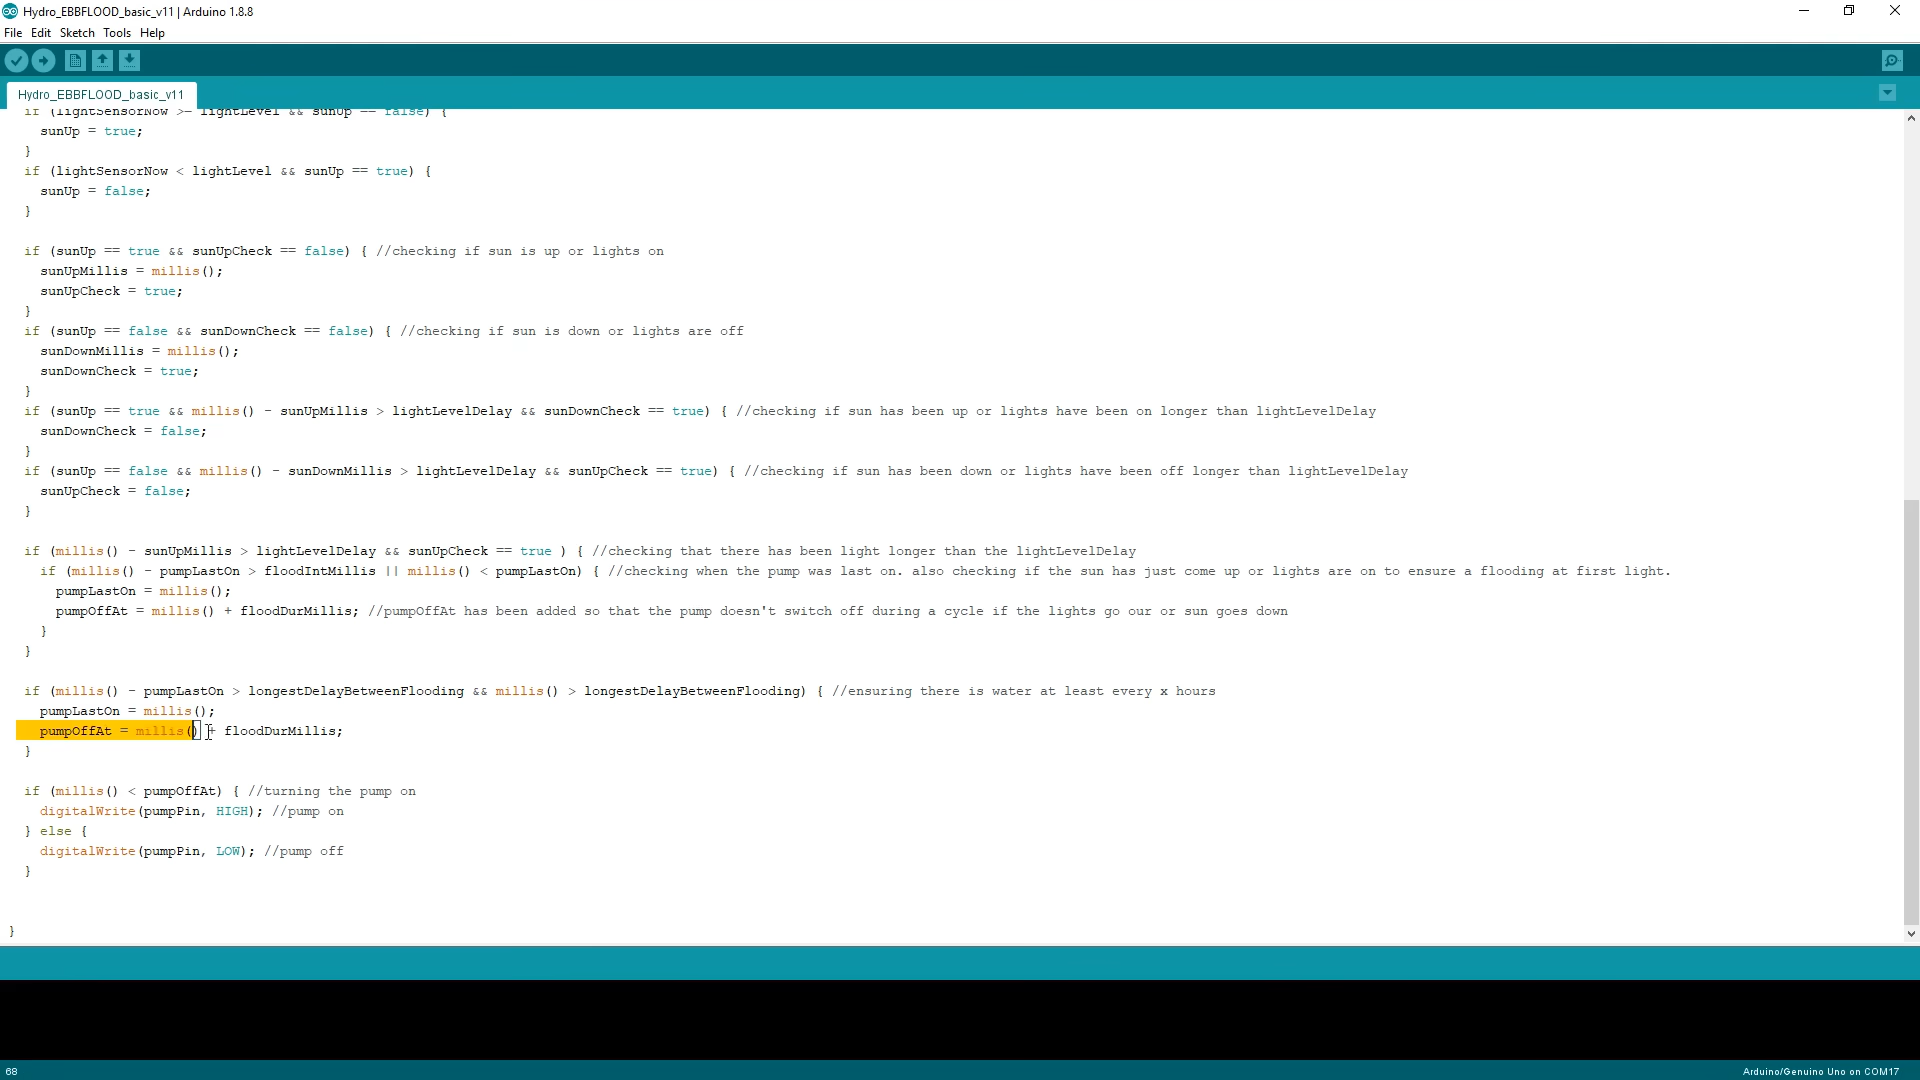 Hydro_EBBFLOOD_basic_v11 | Arduino 1.8.8
File Edit Sketch Tools Help
Hydro_EBBFLOOD_basic_v11
if (lightSensorNow >= lightLevel && sunUp == false) {
sunUp = true;
}
if (lightSensorNow < lightLevel && sunUp == true) {
sunUp = false;
}
if (sunUp == true && sunUpCheck == false) { //checking if sun is up or lights on
sunUpMillis = millis();
sunUpCheck = true;
}
if (sunUp == false && sunDownCheck == false) { //checking if sun is down or lights are off
sunDownMillis = millis();
sunDownCheck = true;
}
if (sunUp == true && millis() - sunUpMillis > lightLevelDelay && sunDownCheck == true) { //checking if sun has been up or lights have been on longer than lightLevelDelay
sunDownCheck = false;
}
if (sunUp == false && millis() - sunDownMillis > lightLevelDelay && sunUpCheck == true) { //checking if sun has been down or lights have been off longer than lightLevelDelay
sunUpCheck = false;
}
if (millis() - sunUpMillis > lightLevelDelay && sunUpCheck == true ) { //checking that there has been light longer than the lightLevelDelay
if (millis() - pumpLastOn > floodIntMillis || millis() < pumpLastOn) { //checking when the pump was last on. also checking if the sun has just come up or lights are on to ensure a flooding at first light.
pumpLastOn = millis();
pumpOffAt = millis() + floodDurMillis; //pumpOffAt has been added so that the pump doesn't switch off during a cycle if the lights go our or sun goes down
}
}
if (millis() - pumpLastOn > longestDelayBetweenFlooding && millis() > longestDelayBetweenFlooding) { //ensuring there is water at least every x hours
pumpLastOn = millis();
pumpOffAt = millis() + floodDurMillis;
}
if (millis() < pumpOffAt) { //turning the pump on
digitalWrite(pumpPin, HIGH); //pump on
} else {
digitalWrite(pumpPin, LOW); //pump off
}
}
68
Arduino/Genuino Uno on COM17